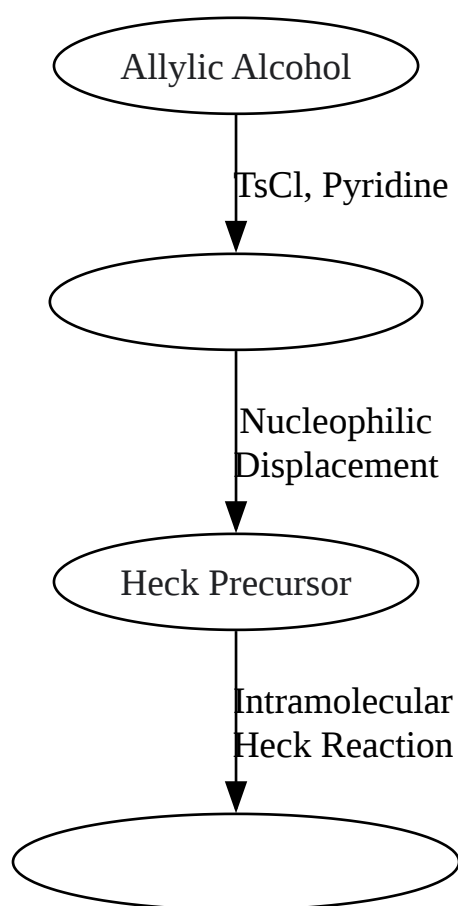 Allylic Alcohol
TsCl, Pyridine
Nucleophilic
Displacement
Heck Precursor
Intramolecular
Heck Reaction